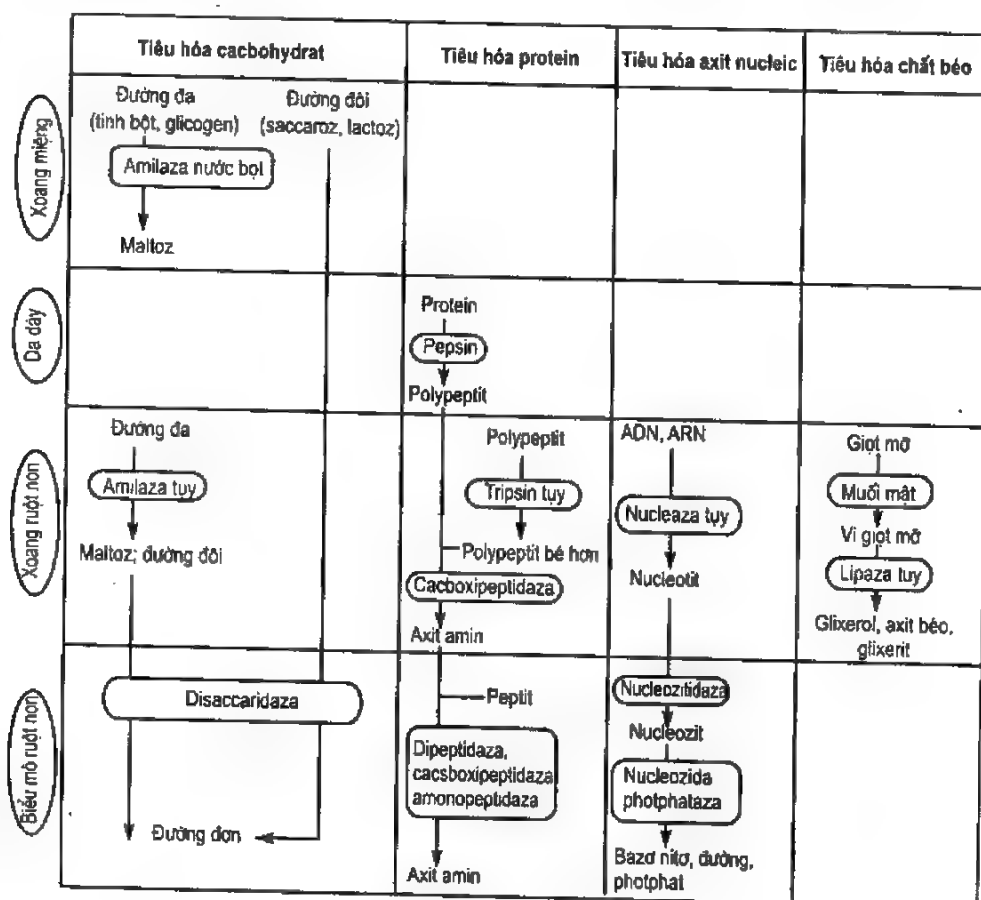 Tiêu hóa cacbohydrat
Tiêu hóa protein
Tiêu hóa axit nucleic
Tiêu hóa chất béo
Xoang miệng
Đường đa
(tinh bột, glicogen)
Đường đôi
(saccaroz, lactoz)
Amilaza nước bọt
Maltoz
Dạ dày
Protein
Pepsin
Polypeptit
Xoang ruột non
Đường đa
Amilaza tụy
Maltoz; đường đôi
Polypeptit
Tripsin tụy
Polypeptit bé hơn
Cacboxipeptidaza
Axit amin
ADN, ARN
Nucleaza tụy
Nucleotit
Giọt mỡ
Muối mật
Vi giọt mỡ
Lipaza tuy
Glixerol, axit béo,
glixerit
Biểu mô ruột non
Disaccaridaza
Đường đơn
Peptit
Dipeptidaza,
cacsboxipeptidaza
amonopeptidaza
Axit amin
Nucleozitidaza
Nucleozit
Nucleozida
photphataza
Bazơ nitơ, đường,
photphat